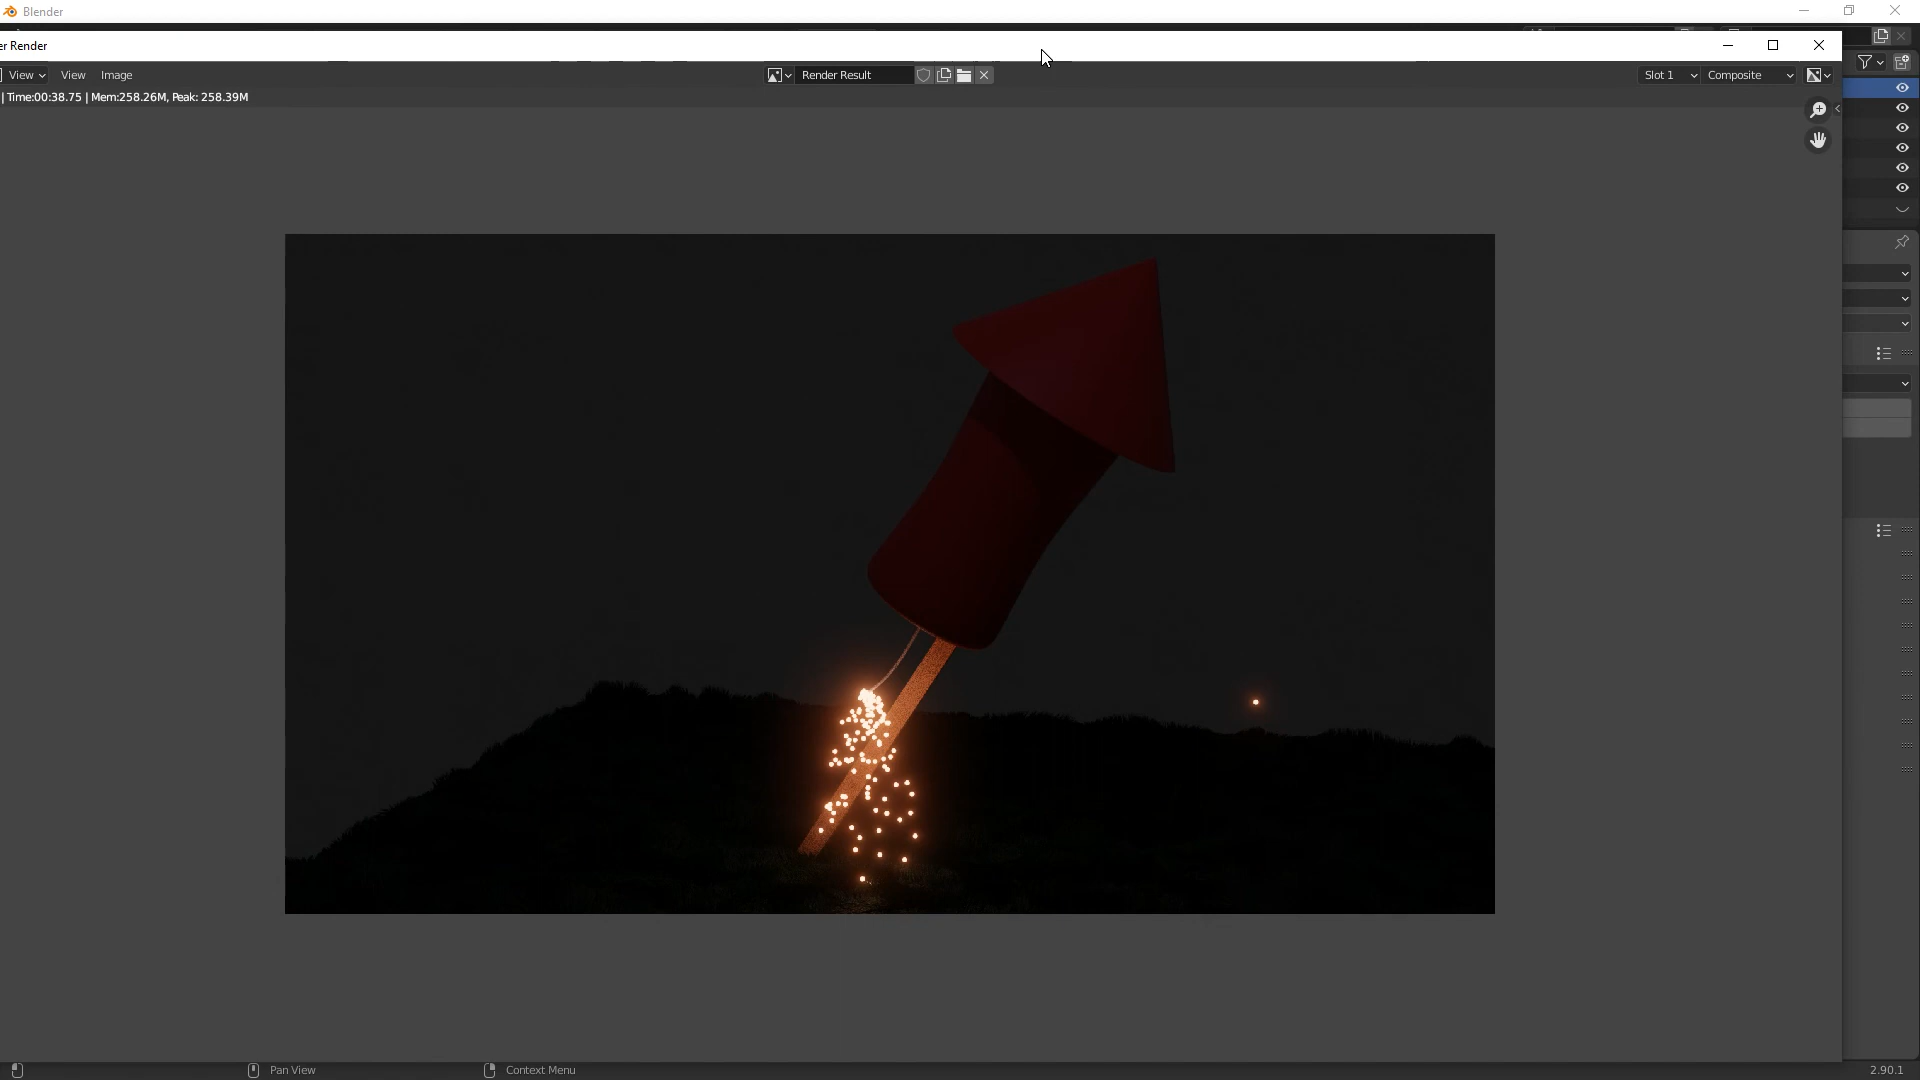 Blender
er Render
View View Image Render Result Slot 1 Composite
| Time:00:38.75 | Mem:258.26M, Peak: 258.39M
Pan View Context Menu 2.90.1